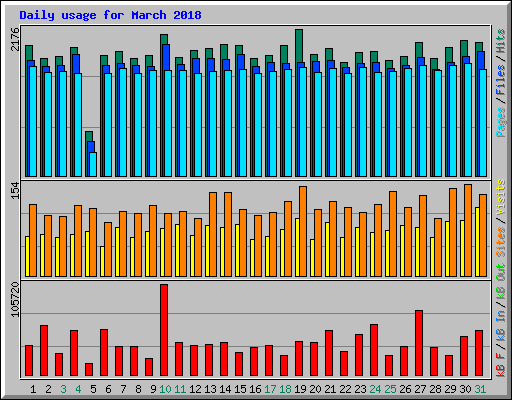 Daily usage for March 2018
2176
Pages / Files / Hits
154
Sites / Visits
105720
kB F / kB In / kB Out
1 2 3 4 5 6 7 8 9 10 11 12 13 14 15 16 17 18 19 20 21 22 23 24 25 26 27 28 29 30 31